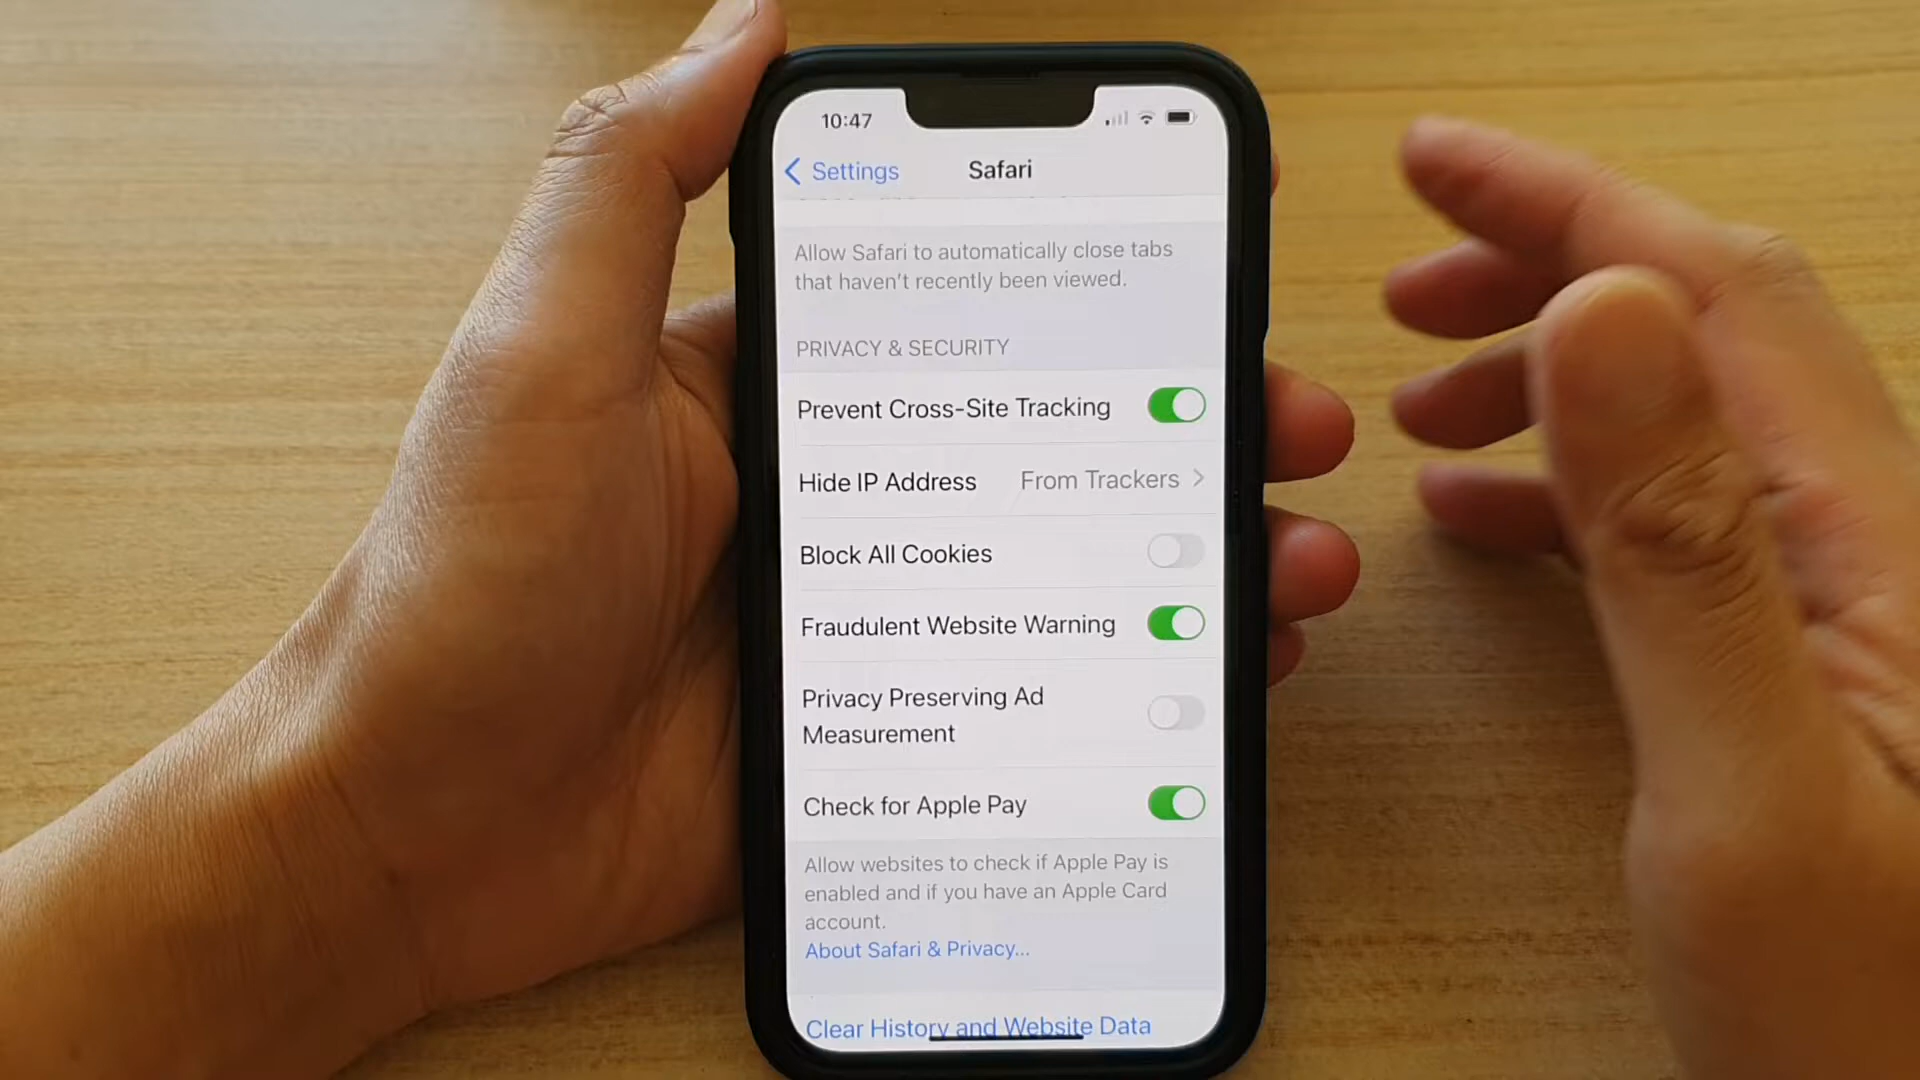 10:47
Settings
Safari
Allow Safari to automatically close tabs
that haven't recently been viewed.
PRIVACY & SECURITY
Prevent Cross-Site Tracking
Hide IP Address From Trackers
Block All Cookies
Fraudulent Website Warning
Privacy Preserving Ad
Measurement
Check for Apple Pay
Allow websites to check if Apple Pay is
enabled and if you have an Apple Card
account.
About Safari & Privacy...
Clear History and Website Data